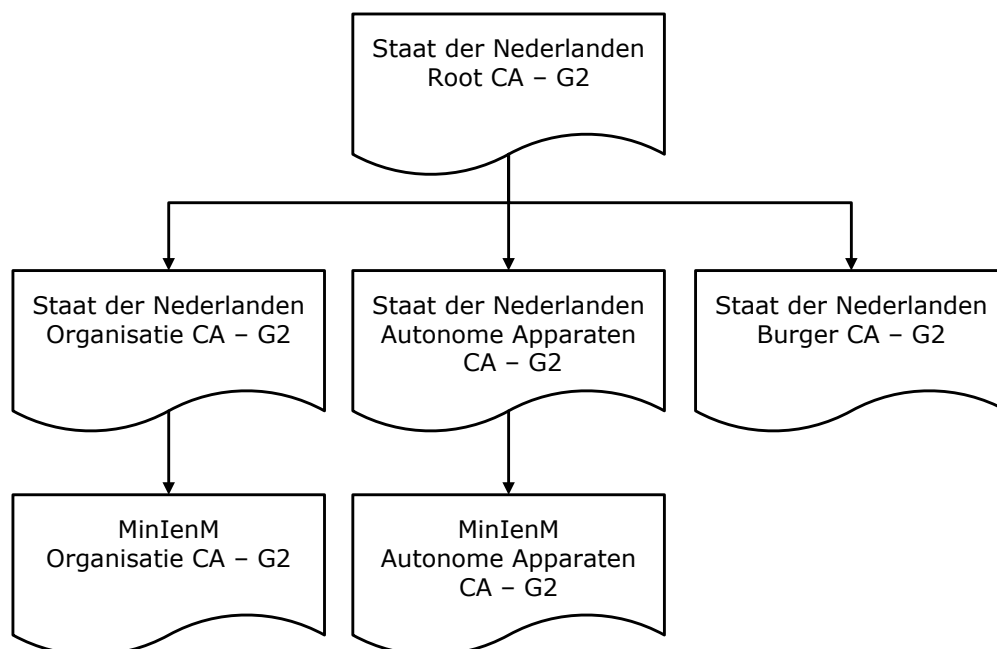 Staat der Nederlanden
Root CA – G2
Staat der Nederlanden
Organisatie CA – G2
Staat der Nederlanden
Autonome Apparaten
CA – G2
Staat der Nederlanden
Burger CA – G2
MinIenM
Organisatie CA – G2
MinIenM
Autonome Apparaten
CA – G2